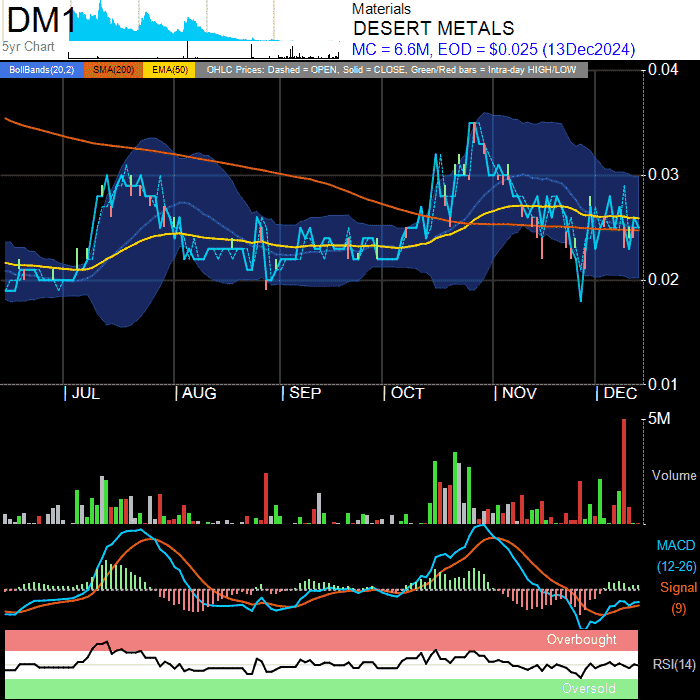 DM1
Materials
DESERT METALS
5yr Chart
MC = 6.6M, EOD = $0.025 (13Dec2024)
BollBands(20,2) SMA(200) EMA(50) OHLC Prices: Dashed = OPEN, Solid = CLOSE, Green/Red bars = Intra-day HIGH/LOW
0.04
0.03
0.02
0.01
JUL AUG SEP OCT NOV DEC
5M
Volume
MACD
(12-26)
Signal
(9)
Overbought
RSI(14)
Oversold